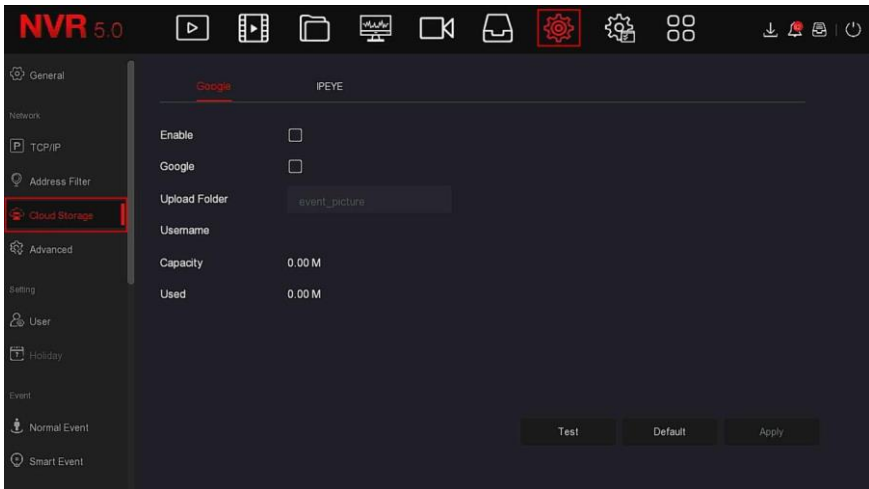 NVR 5.0
General
Network
TCP/IP
Address Filter
Cloud Storage
Advanced
Setting
User
Holiday
Event
Normal Event
Smart Event
Google IPEYE
Enable
Google
Upload Folder event_picture
Username
Capacity 0.00 M
Used 0.00 M
Test Default Apply